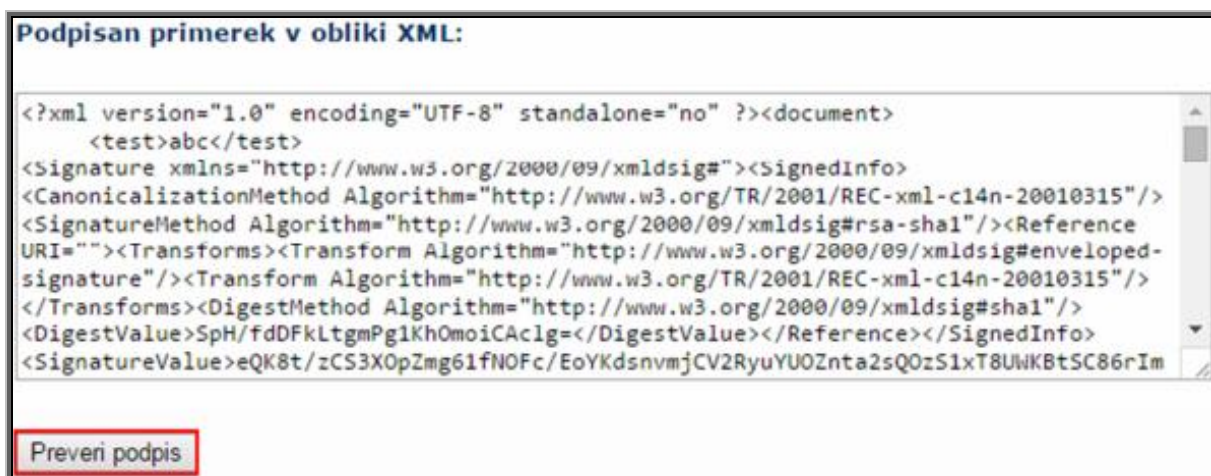 Podpisan primerek v obliki XML:
<?xml version="1.0" encoding="UTF-8" standalone="no" ?><document>
<test>abc</test>
<Signature xmlns="http://www.w3.org/2000/09/xmldsig#"><SignedInfo>
<CanonicalizationMethod Algorithm="http://www.w3.org/TR/2001/REC-xml-c14n-20010315"/>
<SignatureMethod Algorithm="http://www.w3.org/2000/09/xmldsig#rsa-sha1"/><Reference
URI=""><Transforms><Transform Algorithm="http://www.w3.org/2000/09/xmldsig#enveloped-
signature"/><Transform Algorithm="http://www.w3.org/TR/2001/REC-xml-c14n-20010315"/>
</Transforms><DigestMethod Algorithm="http://www.w3.org/2000/09/xmldsig#sha1"/>
<DigestValue>SpH/fdDFkLtgmPg1KhOmoiCAclg=</DigestValue></Reference></SignedInfo>
<SignatureValue>eQK8t/zCS3XOpZmg61fNOFc/EoYKdsnvmjCV2RyuYUOZnta2sQOzS1xT8UWKBtSC86rIm
Preveri podpis